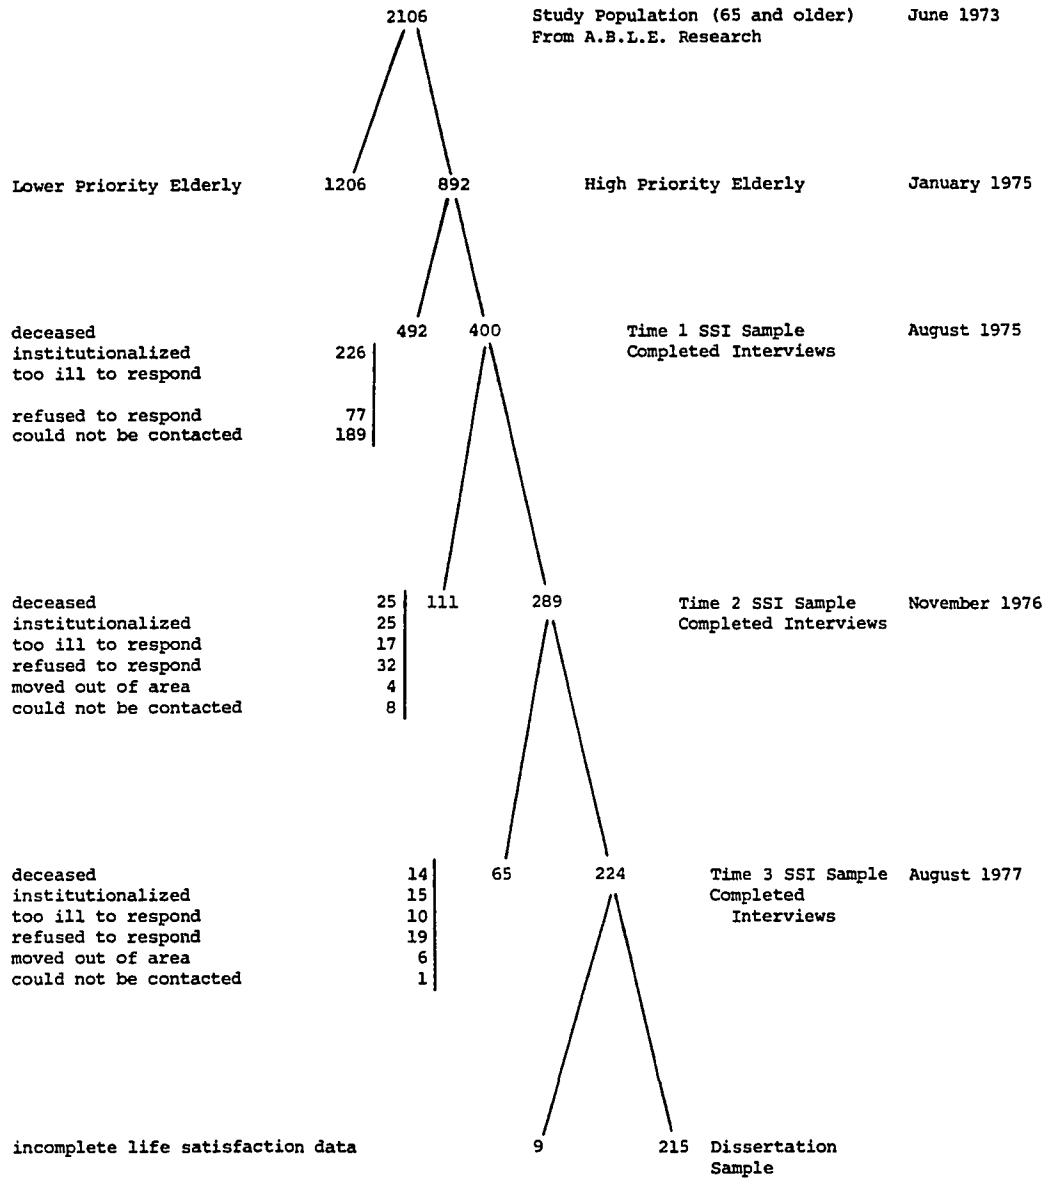 2106 Study Population (65 and older) June 1973
From A.B.L.E. Research
Lower Priority Elderly 1206 892 High Priority Elderly January 1975
deceased 492 400 Time 1 SSI Sample August 1975
institutionalized 226 Completed Interviews
too ill to respond
refused to respond 77
could not be contacted 189
deceased 25 111 289 Time 2 SSI Sample November 1976
institutionalized 25 Completed Interviews
too ill to respond 17
refused to respond 32
moved out of area 4
could not be contacted 8
deceased 14 65 224 Time 3 SSI Sample August 1977
institutionalized 15 Completed
too ill to respond 10 Interviews
refused to respond 19
moved out of area 6
could not be contacted 1
incomplete life satisfaction data 9 215 Dissertation
Sample